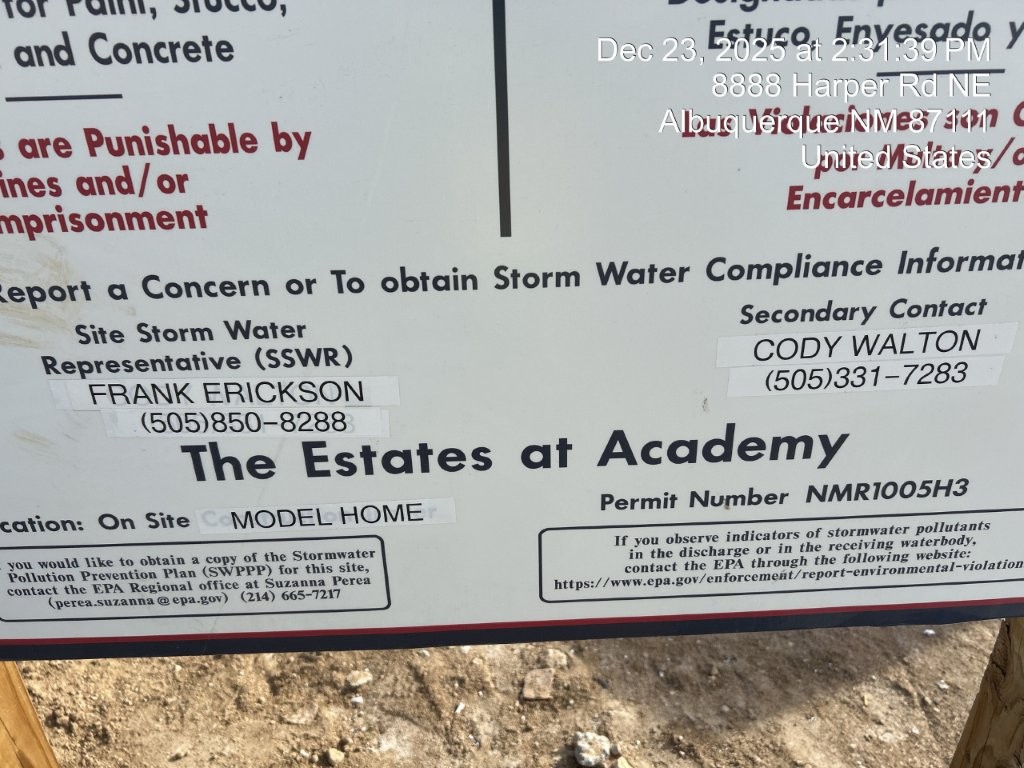 for Paint, Stucco,
and Concrete
are Punishable by
ines and/or
mprisonment
Estuco, Enyesado y
Encarcelamient
Dec 23, 2025 at 2:31:39 PM
8888 Harper Rd NE
Albuquerque NM 87111
United States
Report a Concern or To obtain Storm Water Compliance Informat
Site Storm Water
Representative (SSWR)
FRANK ERICKSON
(505)850-8288
Secondary Contact
CODY WALTON
(505)331-7283
The Estates at Academy
Permit Number NMR1005H3
cation: On Site MODEL HOME
you would like to obtain a copy of the Stormwater
Pollution Prevention Plan (SWPPP) for this site,
contact the EPA Regional office at Suzanna Perea
(perea.suzanna@epa.gov) (214) 665-7217
If you observe indicators of stormwater pollutants
in the discharge or in the receiving waterbody,
contact the EPA through the following website:
https://www.epa.gov/enforcement/report-environmental-violation